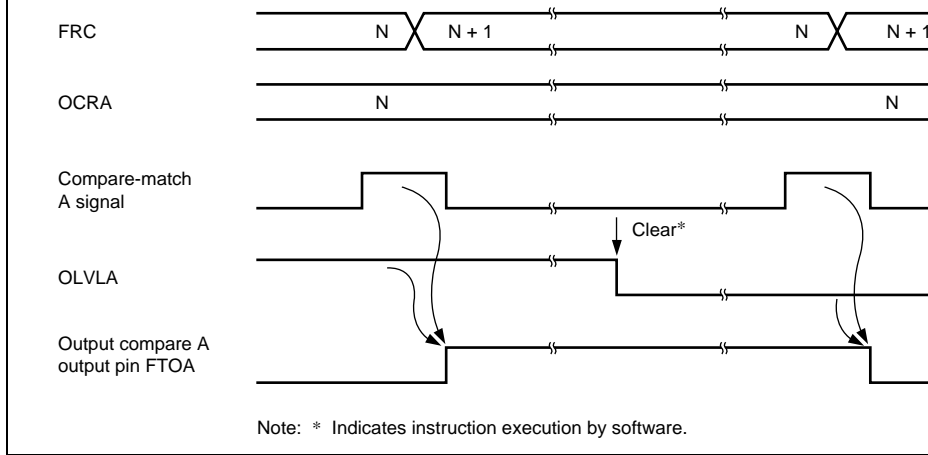 FRC N N + 1 N N + 1
OCRA N N
Compare-match
A signal
Clear*
OLVLA
Output compare A
output pin FTOA
Note: * Indicates instruction execution by software.